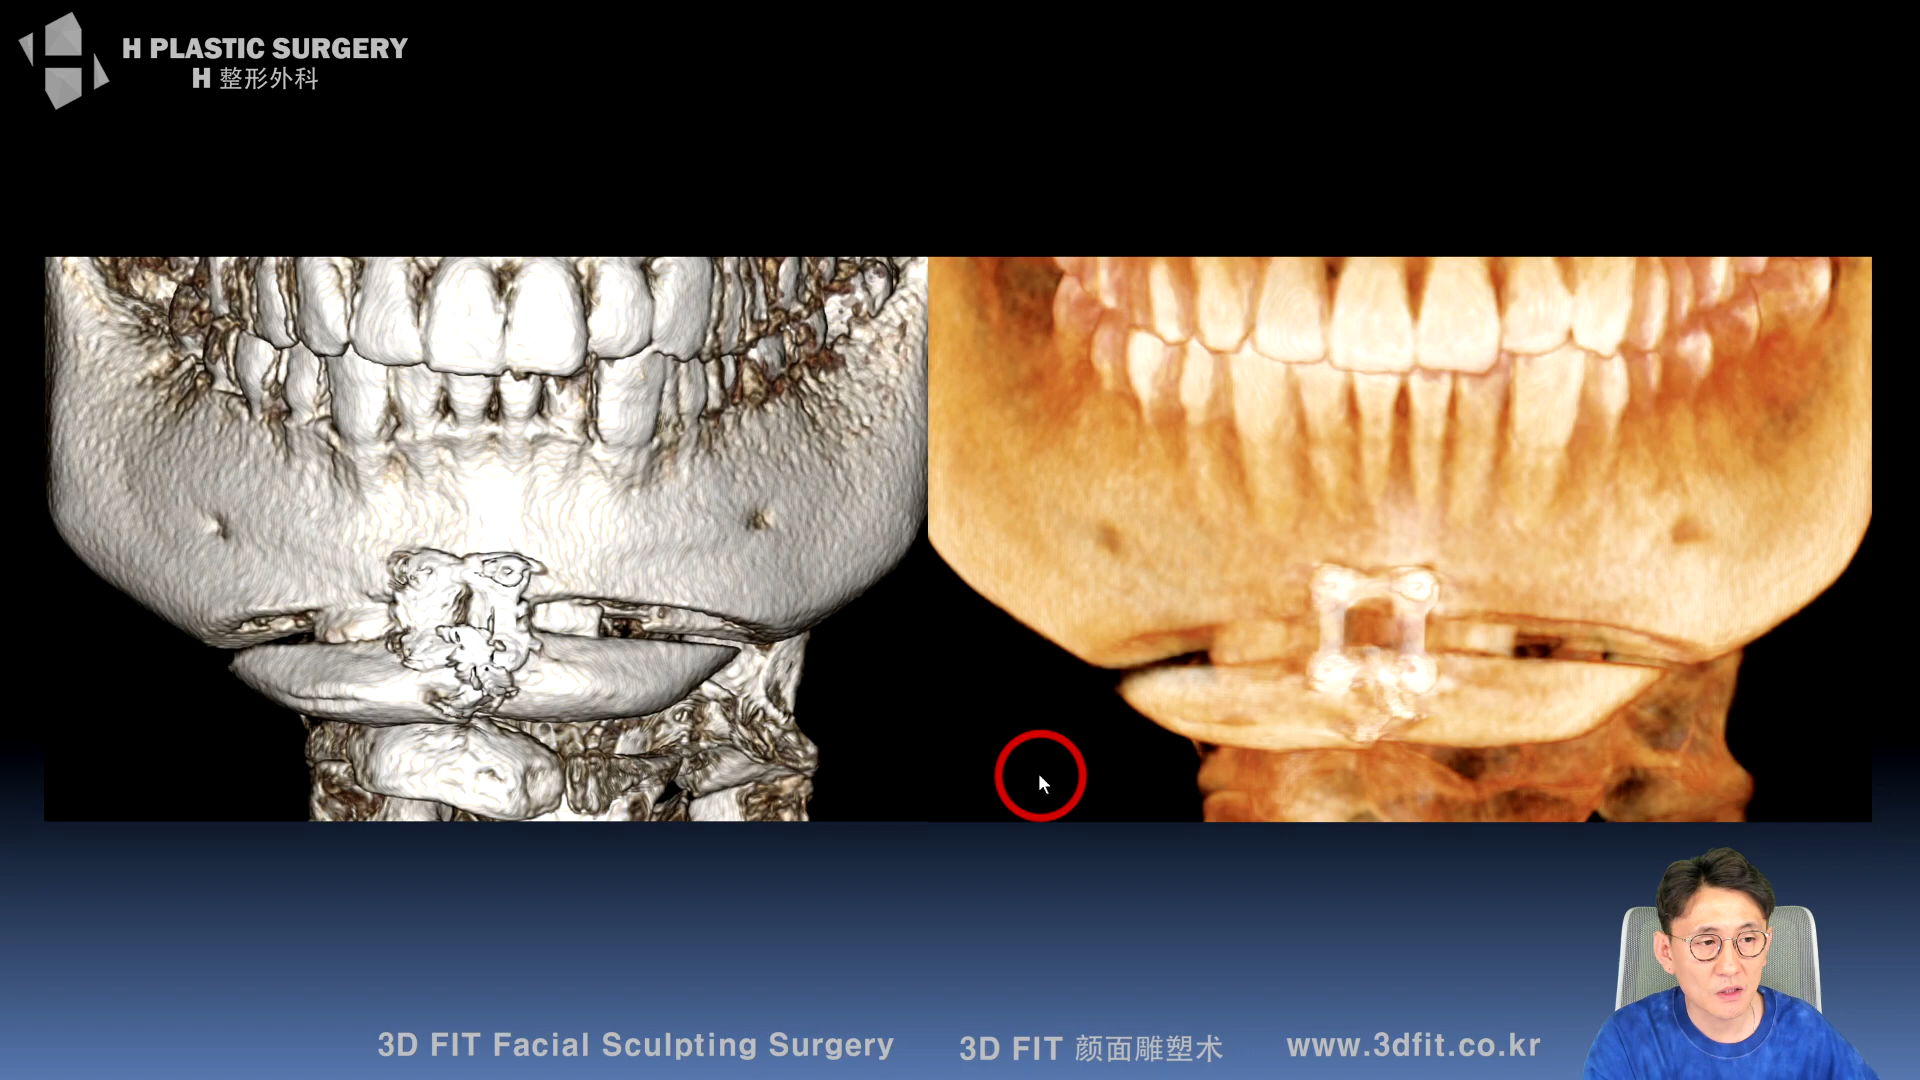 H PLASTIC SURGERY
H 整形外科
3D FIT Facial Sculpting Surgery 3D FIT 颜面雕塑术 www.3dfit.co.kr